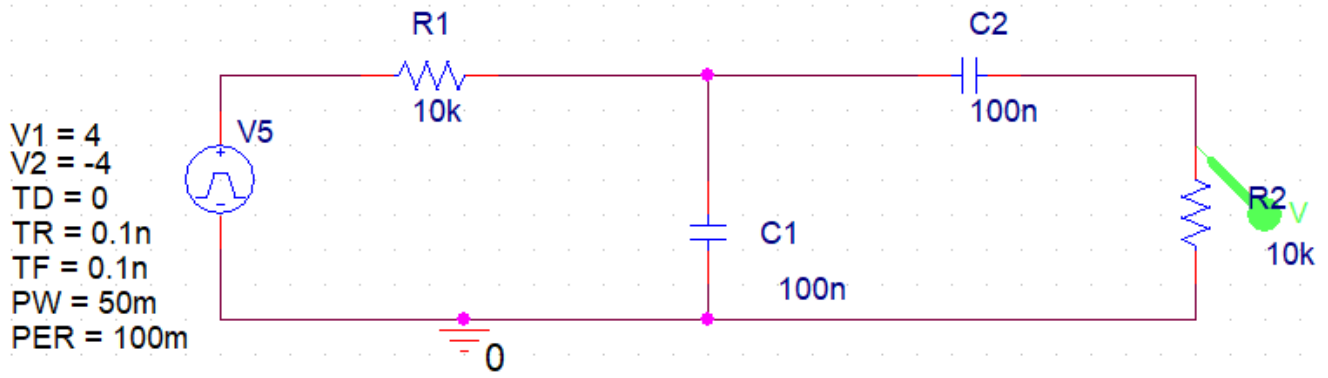 R1
10k
C2
100n
V5
V1 = 4
V2 = -4
TD = 0
TR = 0.1n
TF = 0.1n
PW = 50m
PER = 100m
C1
100n
R2
V
10k
0